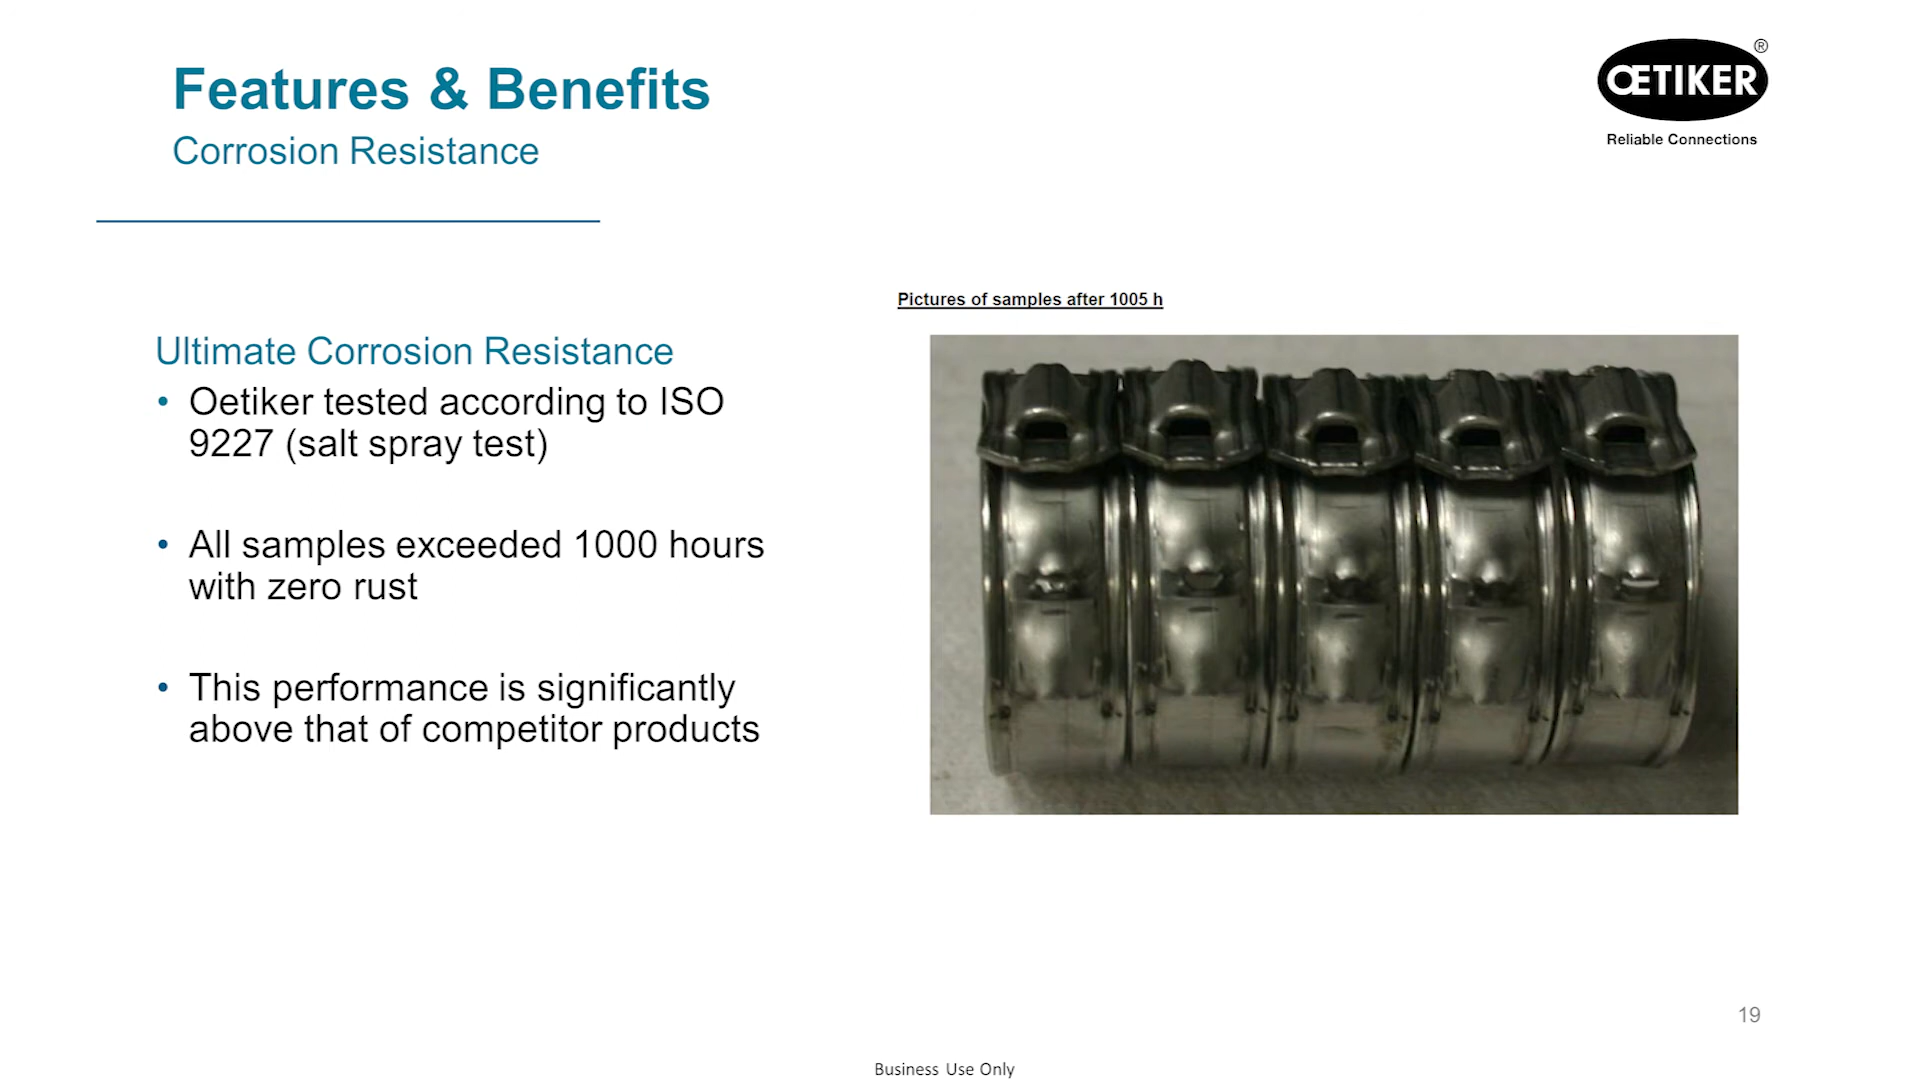 Features & Benefits
Corrosion Resistance
ŒTIKER®
Reliable Connections
Pictures of samples after 1005 h
Ultimate Corrosion Resistance
• Oetiker tested according to ISO
9227 (salt spray test)
• All samples exceeded 1000 hours
with zero rust
• This performance is significantly
above that of competitor products
19
Business Use Only